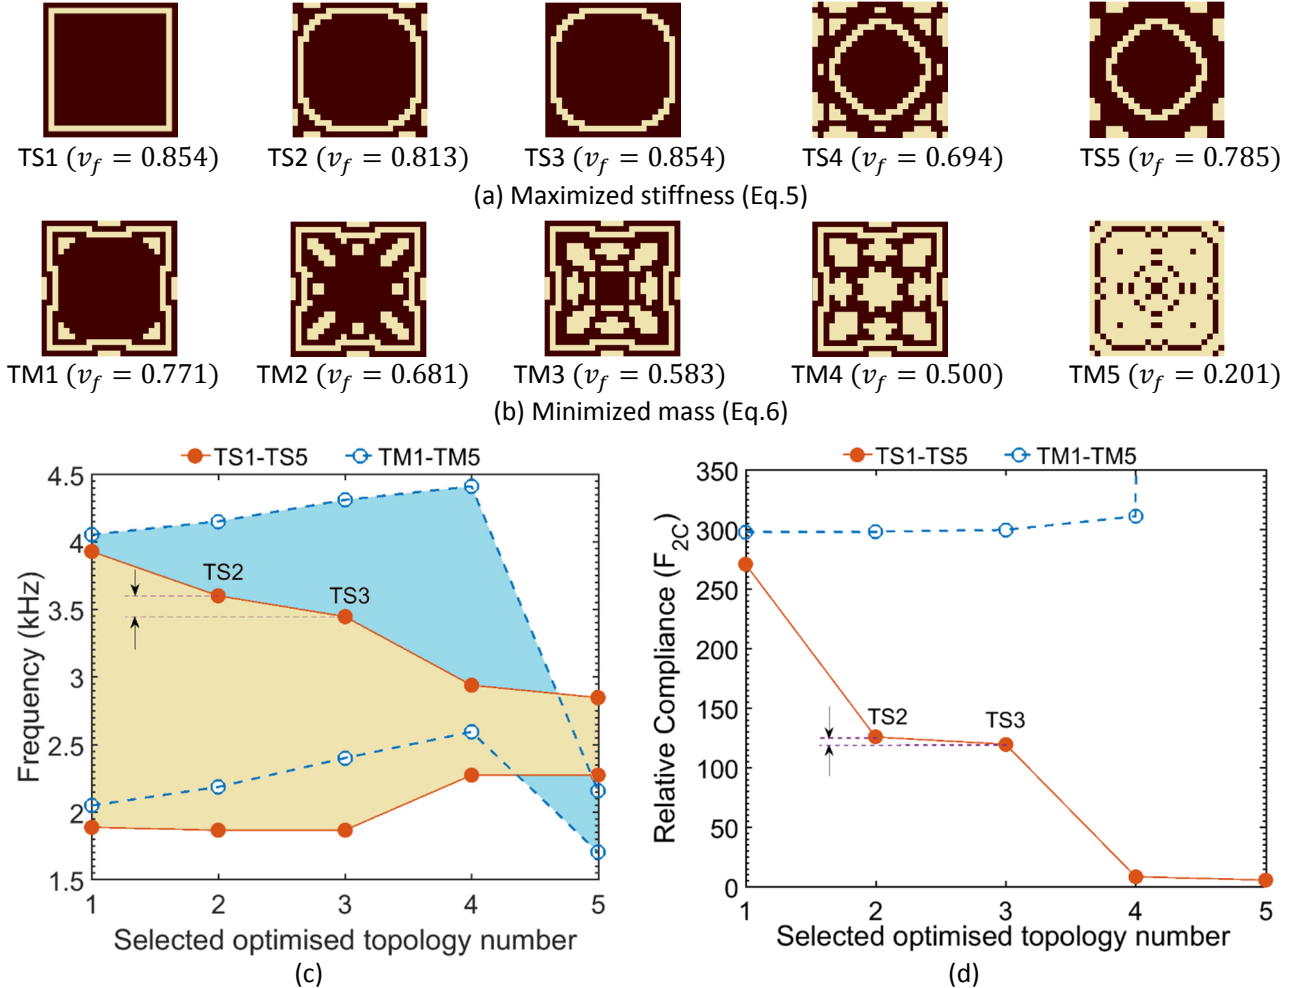 TS1 (v_f = 0.854) TS2 (v_f = 0.813) TS3 (v_f = 0.854) TS4 (v_f = 0.694) TS5 (v_f = 0.785)
(a) Maximized stiffness (Eq.5)
TM1 (v_f = 0.771) TM2 (v_f = 0.681) TM3 (v_f = 0.583) TM4 (v_f = 0.500) TM5 (v_f = 0.201)
(b) Minimized mass (Eq.6)
TS1-TS5 TM1-TM5
4.5
4
3.5
3
2.5
2
1.5
Frequency (kHz)
TS2
TS3
1 2 3 4 5
Selected optimised topology number
(c)
TS1-TS5 TM1-TM5
350
300
250
200
150
100
50
0
Relative Compliance (F_{2C})
TS2
TS3
1 2 3 4 5
Selected optimised topology number
(d)